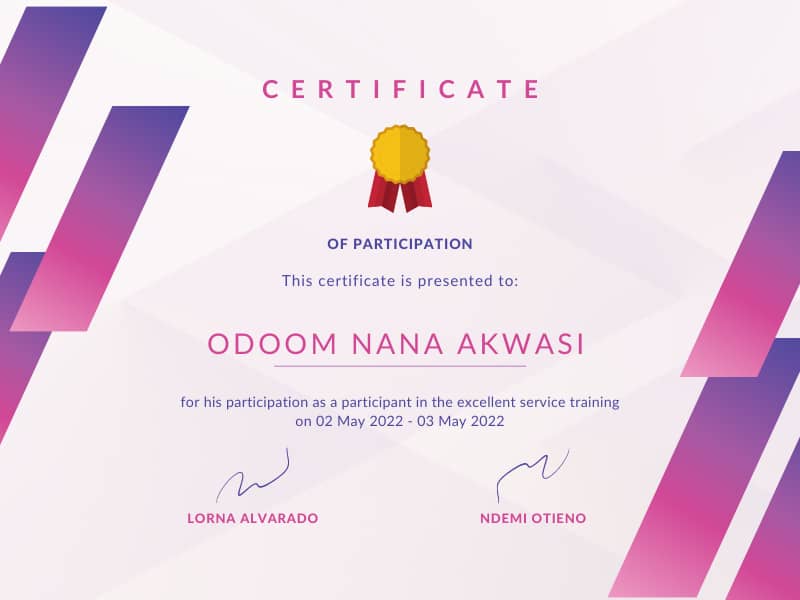 CERTIFICATE
OF PARTICIPATION
This certificate is presented to:
ODOOM NANA AKWASI
for his participation as a participant in the excellent service training
on 02 May 2022 - 03 May 2022
LORNA ALVARADO
NDEMI OTIENO